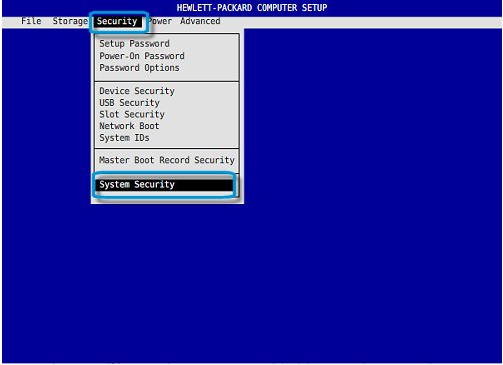 HEWLETT-PACKARD COMPUTER SETUP
File Storage Security Power Advanced
Setup Password
Power-On Password
Password Options
Device Security
USB Security
Slot Security
Network Boot
System IDs
Master Boot Record Security
System Security